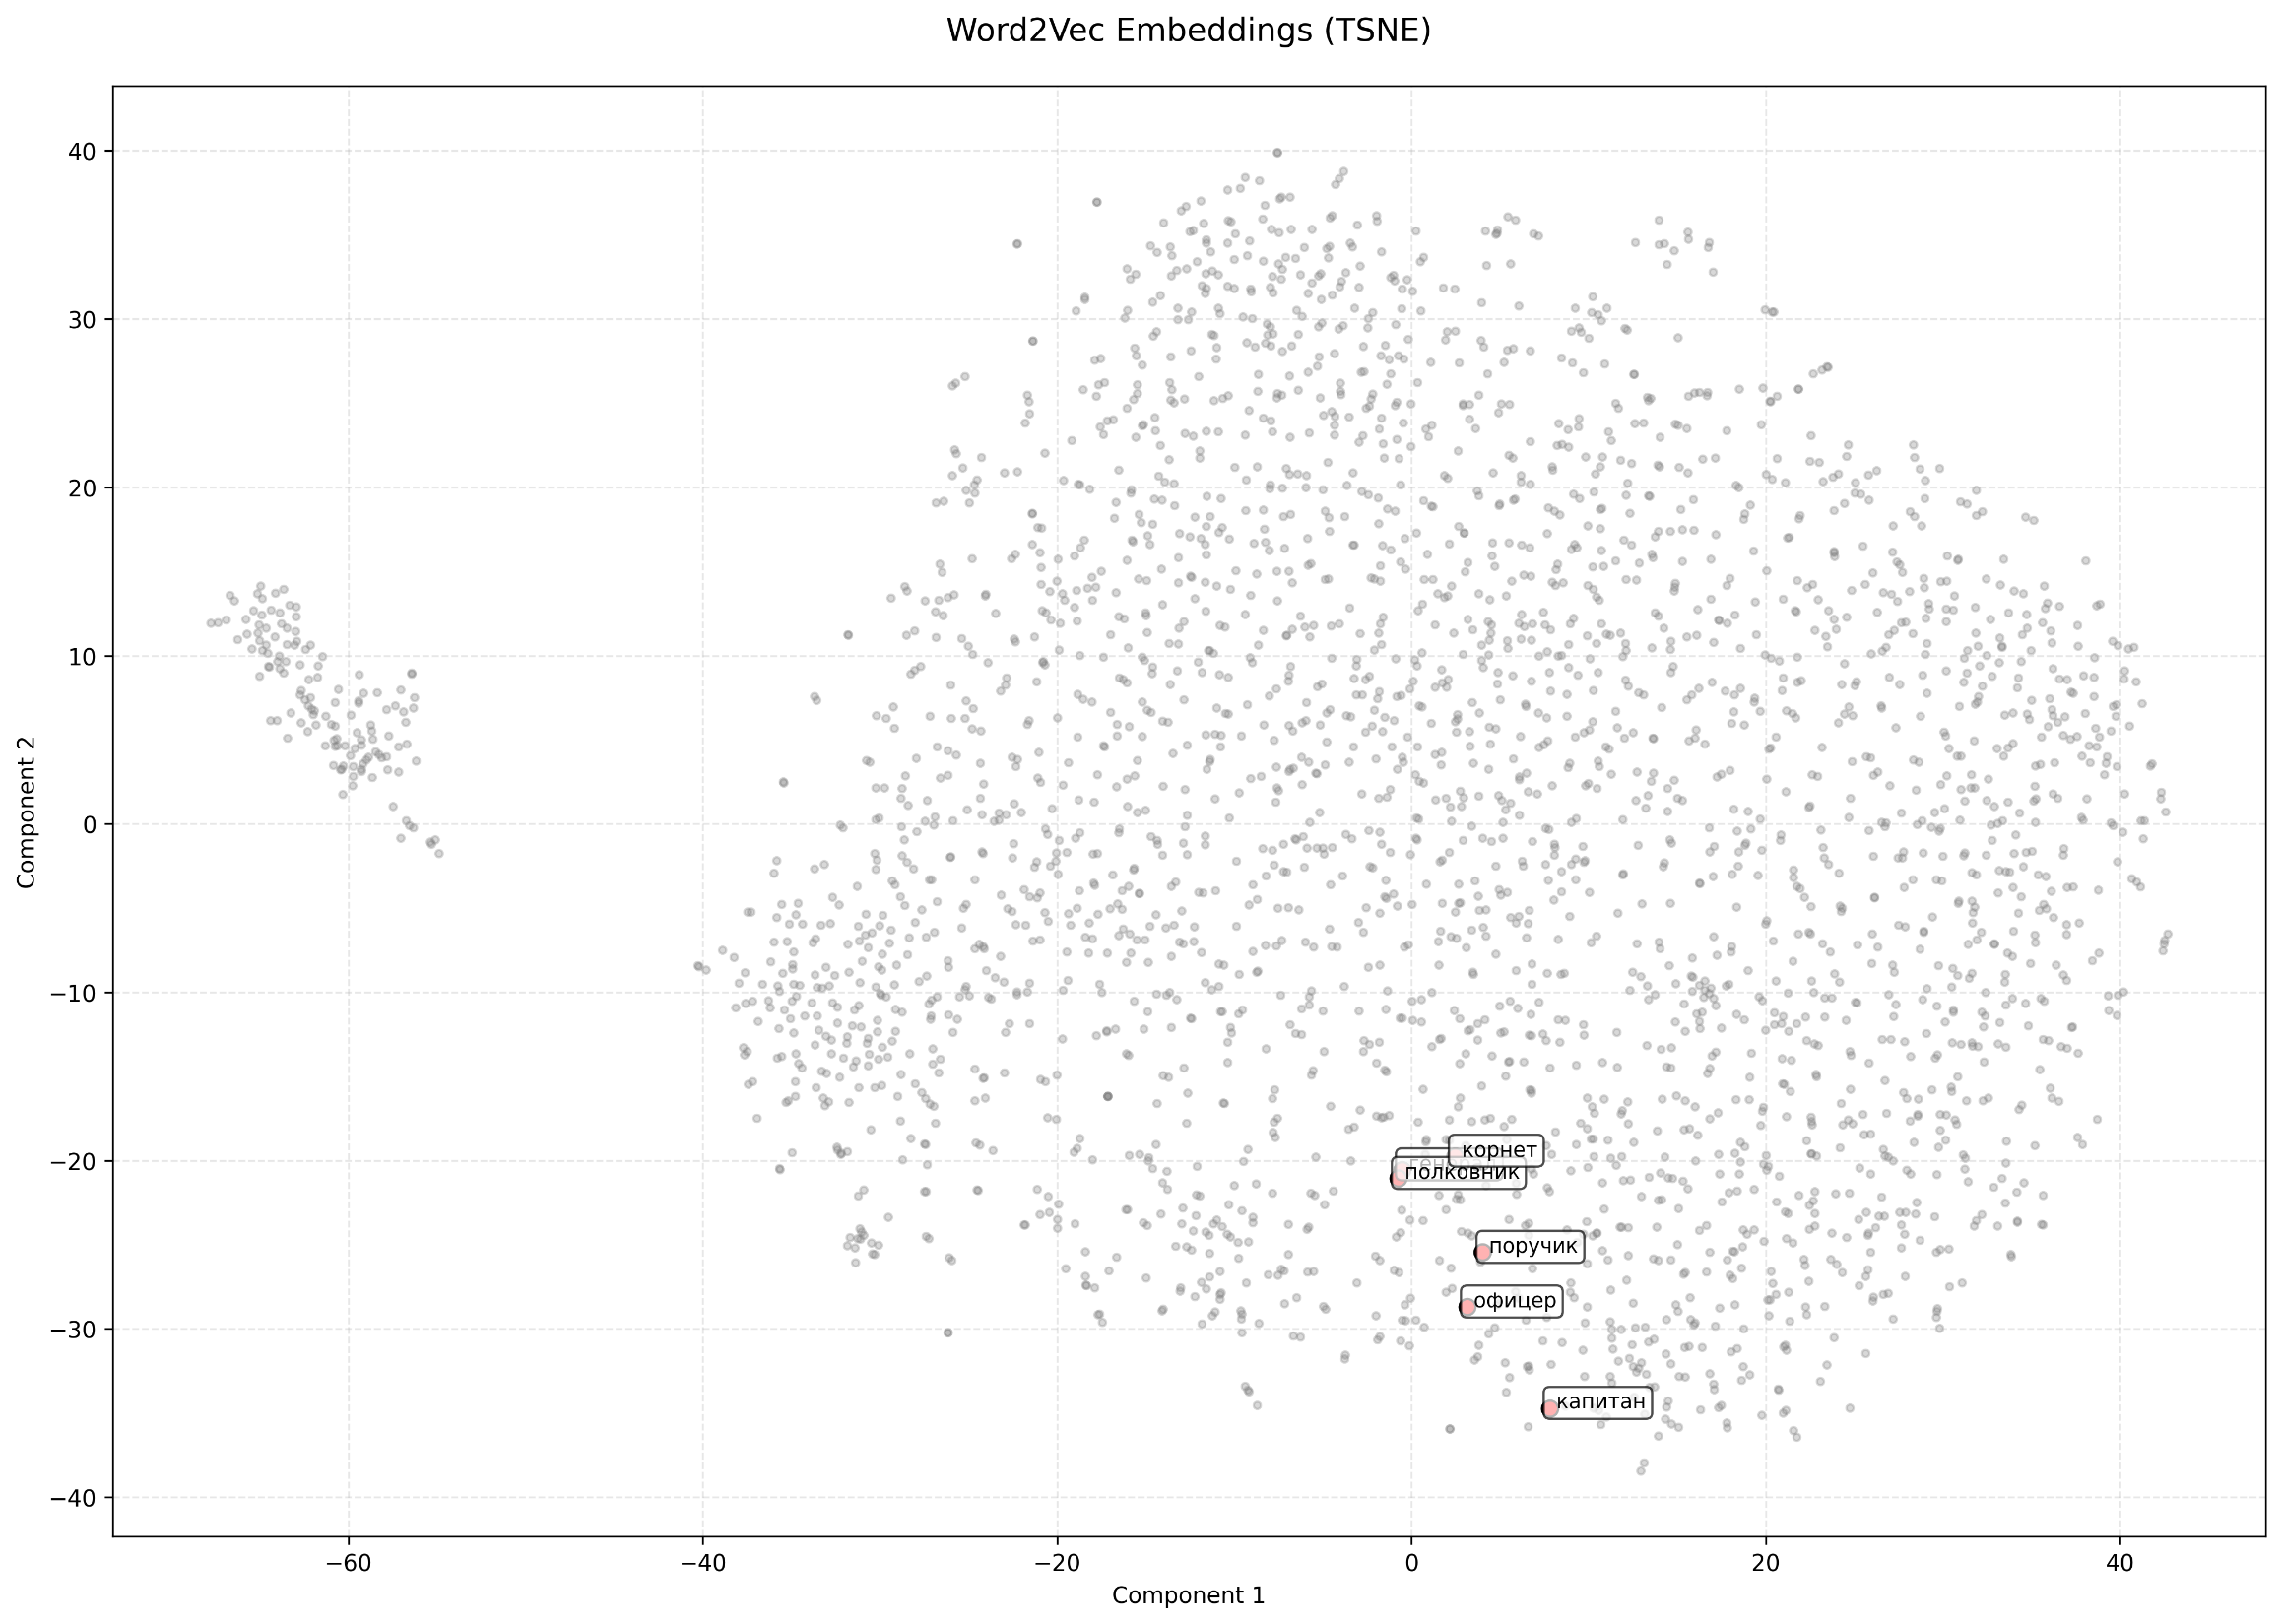 Word2Vec Embeddings (TSNE)
40
30
20
10
0
−10
−20
−30
−40
Component 2
корнет
полковник
поручик
офицер
капитан
−60
−40
−20
0
20
40
Component 1